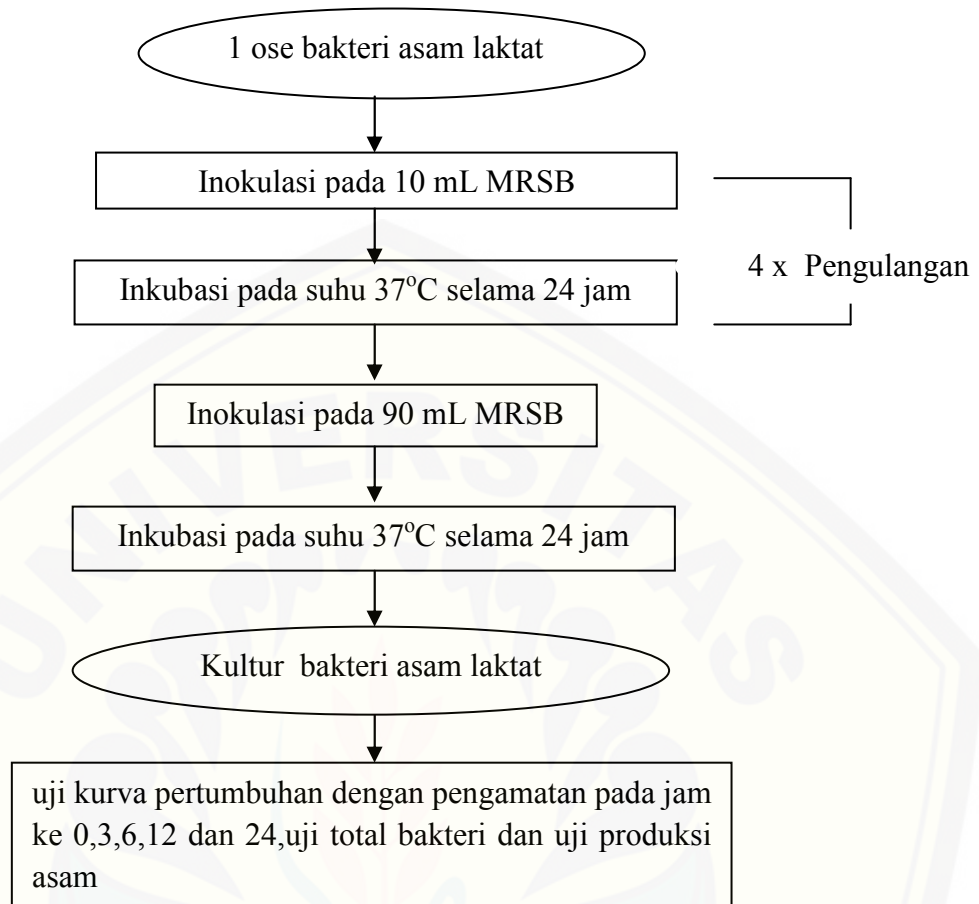 1 ose bakteri asam laktat
Inokulasi pada 10 mL MRSB
4 x Pengulangan
Inkubasi pada suhu 37°C selama 24 jam
Inokulasi pada 90 mL MRSB
Inkubasi pada suhu 37°C selama 24 jam
Kultur bakteri asam laktat
uji kurva pertumbuhan dengan pengamatan pada jam
ke 0,3,6,12 dan 24,uji total bakteri dan uji produksi
asam
UNIVERSITAS